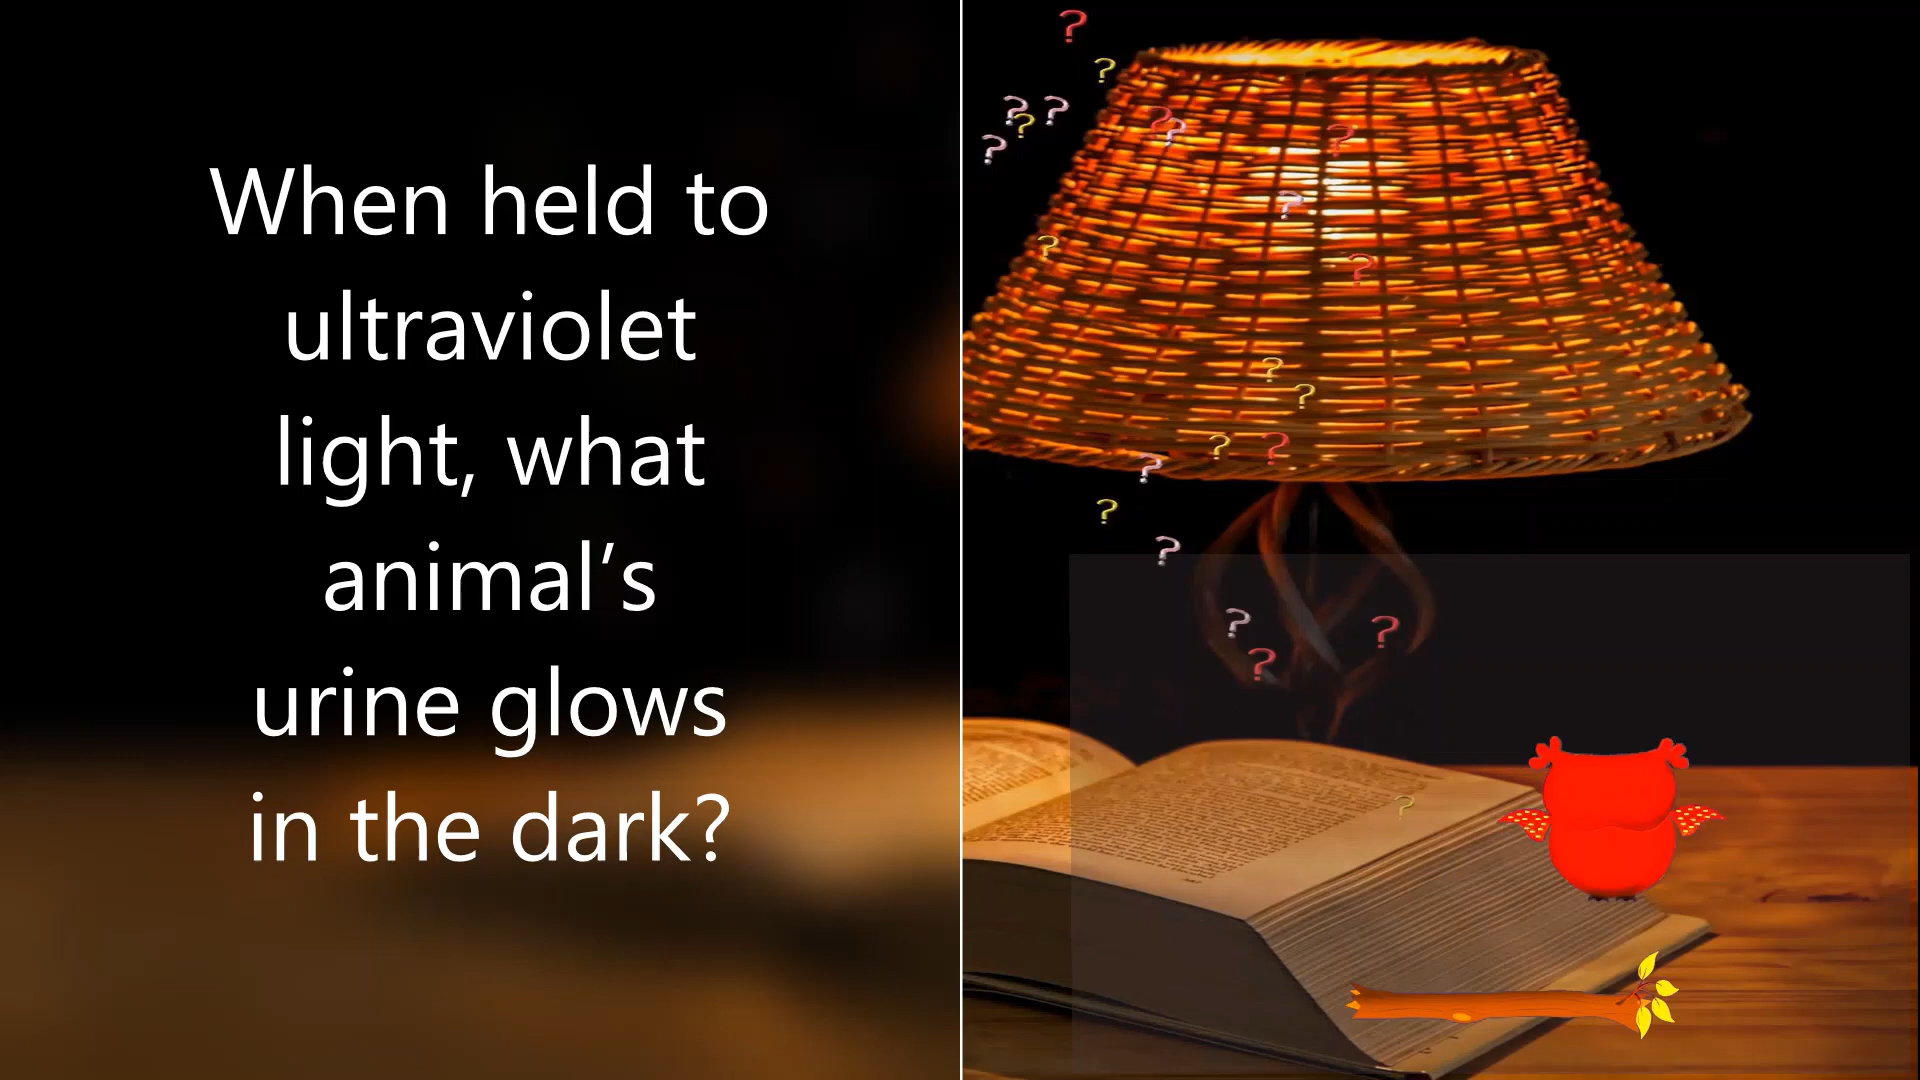 When held to
ultraviolet
light, what
animal’s
urine glows
in the dark?